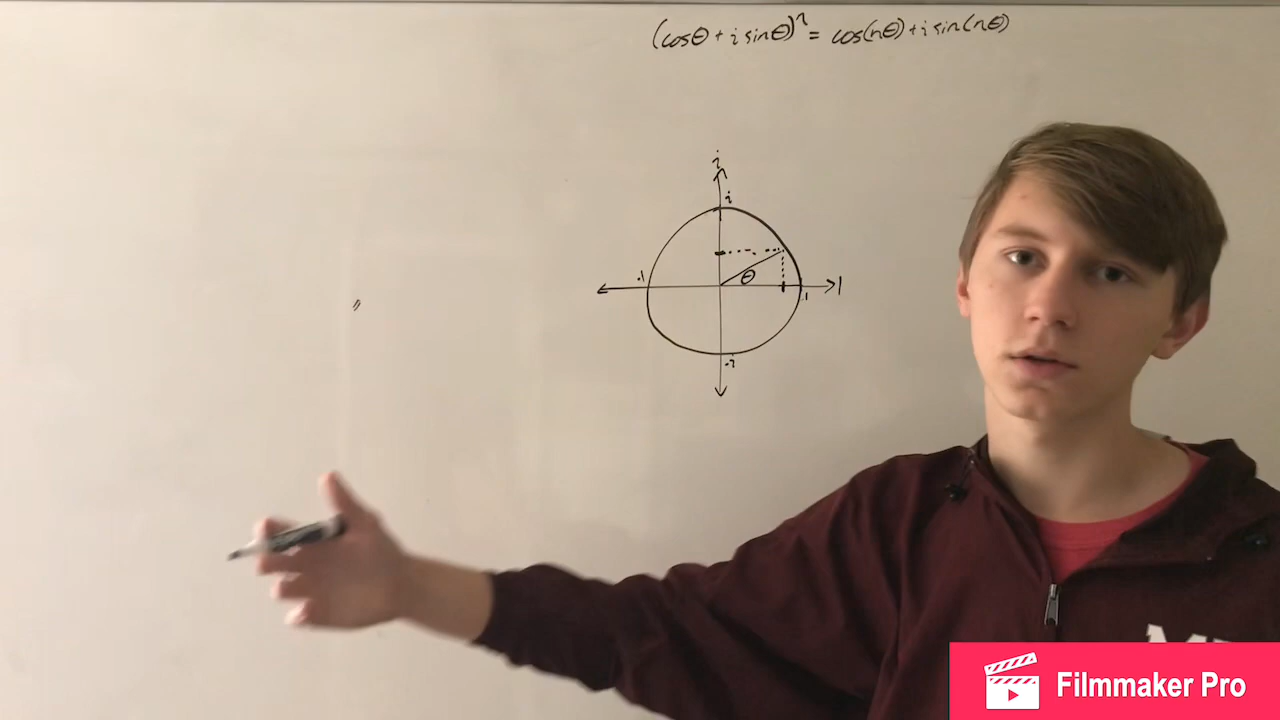 (cosθ + i sinθ)ⁿ = cos(nθ) + i sin(nθ)
i
i
θ
-1
1
1
-i
Filmmaker Pro